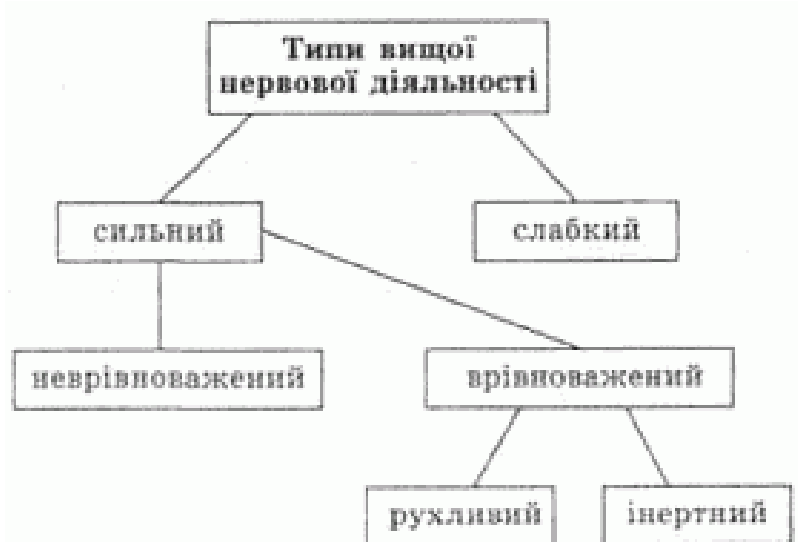 Типи вищої
нервової діяльності
сильний
слабкий
неврівноважений
врівноважений
рухливий
інертний